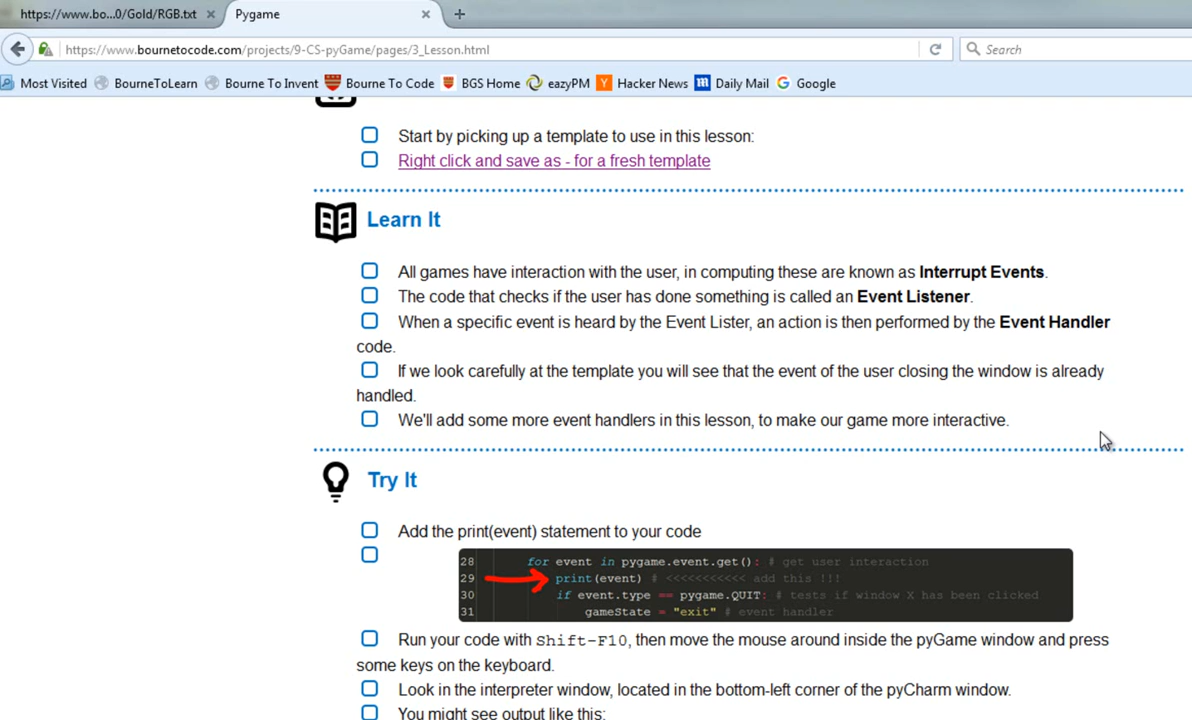 https://www.bo...0/Gold/RGB.txt
Pygame
https://www.bournetocode.com/projects/9-CS-pyGame/pages/3_Lesson.html
Search
Most Visited BourneToLearn Bourne To Invent Bourne To Code BGS Home eazyPM Hacker News Daily Mail Google
Start by picking up a template to use in this lesson:
Right click and save as - for a fresh template
Learn It
All games have interaction with the user, in computing these are known as Interrupt Events.
The code that checks if the user has done something is called an Event Listener.
When a specific event is heard by the Event Lister, an action is then performed by the Event Handler
code.
If we look carefully at the template you will see that the event of the user closing the window is already
handled.
We'll add some more event handlers in this lesson, to make our game more interactive.
Try It
Add the print(event) statement to your code
28 for event in pygame.event.get(): # get user interaction
29 print(event) # <<<<<<<<<<< add this !!!
30 if event.type == pygame.QUIT: # tests if window X has been clicked
31 gameState = "exit" # event handler
Run your code with Shift-F10, then move the mouse around inside the pyGame window and press
some keys on the keyboard.
Look in the interpreter window, located in the bottom-left corner of the pyCharm window.
You might see output like this: